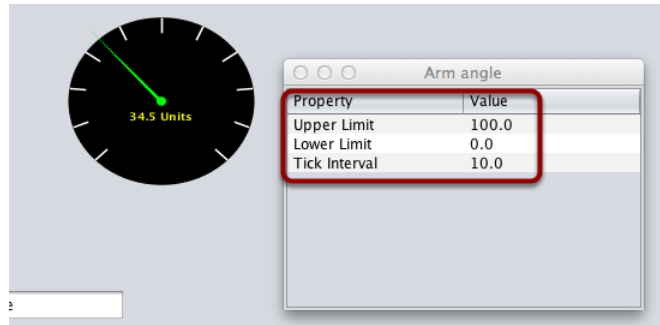 34.5 Units
Arm angle
Property Value
Upper Limit 100.0
Lower Limit 0.0
Tick Interval 10.0
e